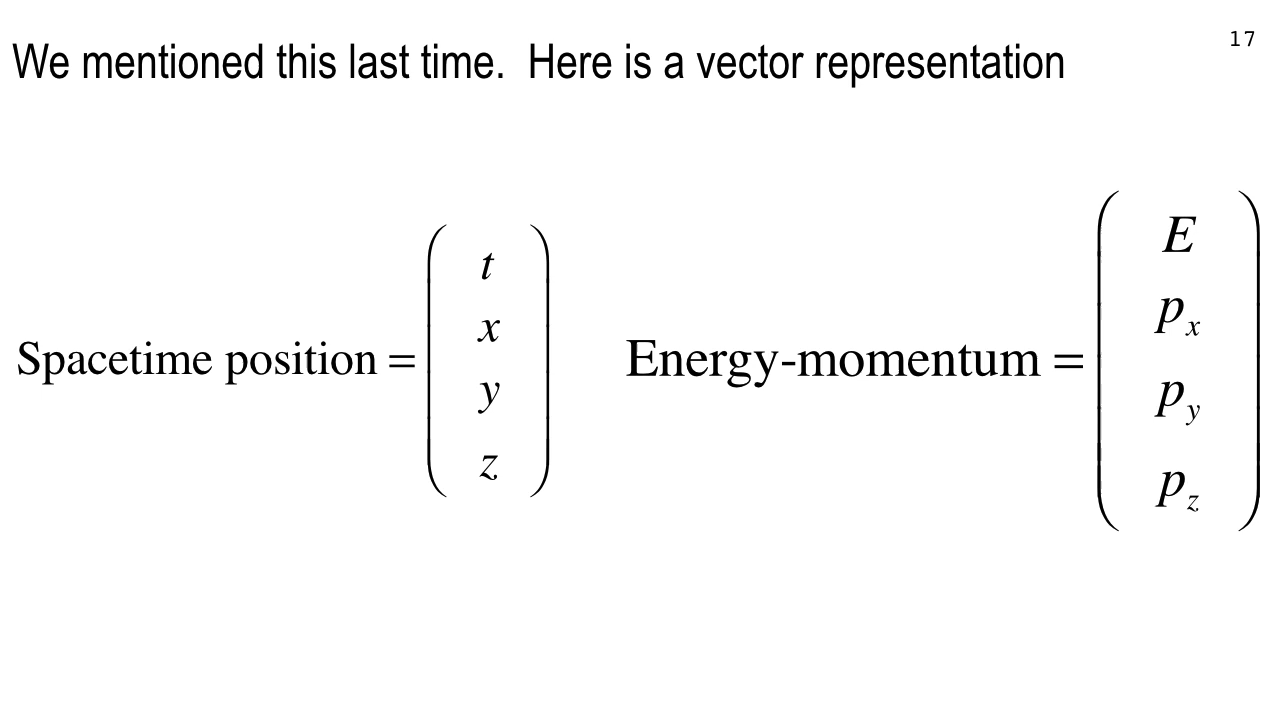 17
We mentioned this last time. Here is a vector representation
Spacetime position = ( t x y z )
Energy-momentum = ( E p_x p_y p_z )